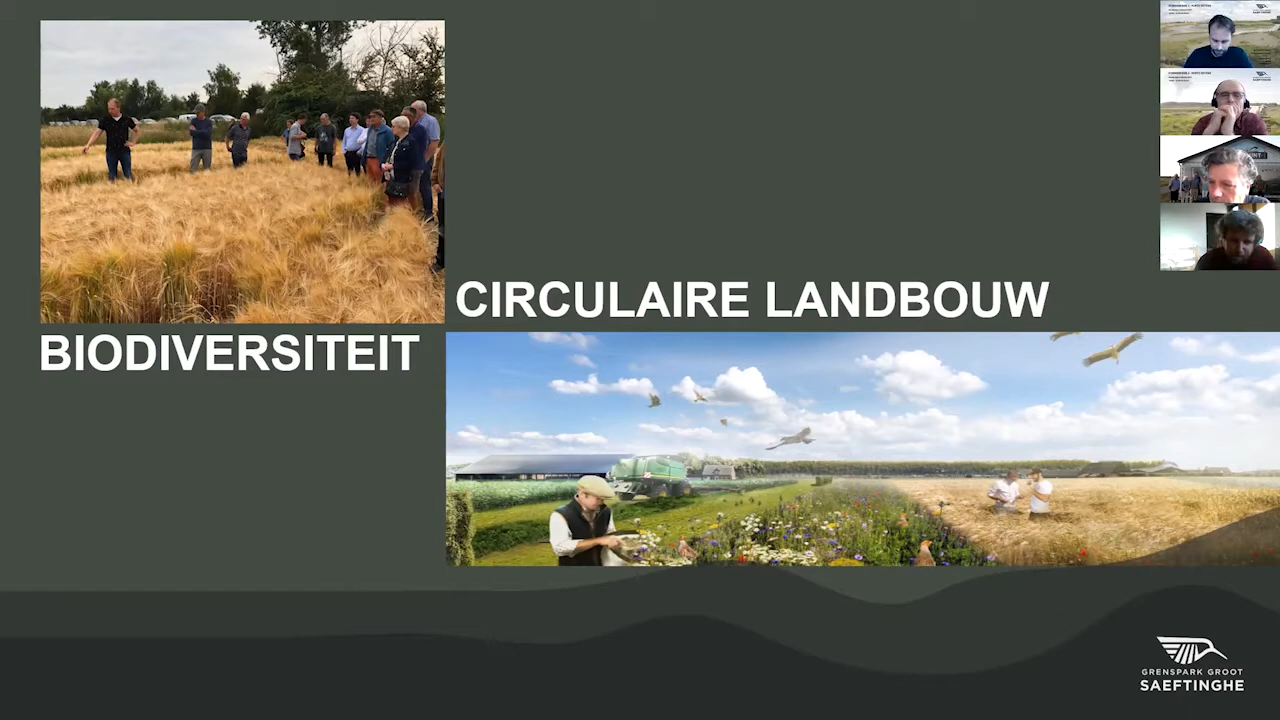 CIRCULAIRE LANDBOUW
BIODIVERSITEIT
GRENSPARK GROOT
SAEFTINGHE